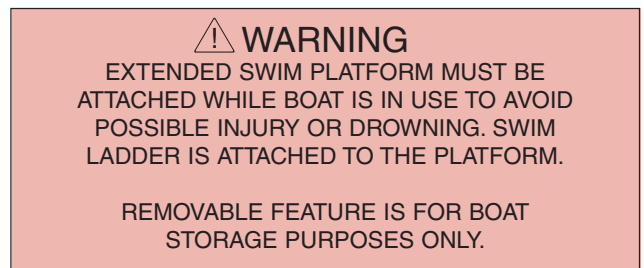 WARNING
EXTENDED SWIM PLATFORM MUST BE
ATTACHED WHILE BOAT IS IN USE TO AVOID
POSSIBLE INJURY OR DROWNING. SWIM
LADDER IS ATTACHED TO THE PLATFORM.
REMOVABLE FEATURE IS FOR BOAT
STORAGE PURPOSES ONLY.